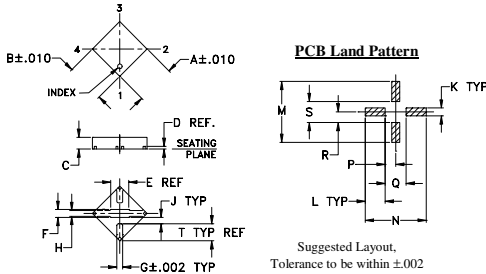 3
4
2
B±.010
A±.010
INDEX
1
D REF.
SEATING
PLANE
C
E REF
J TYP
F
H
T TYP REF
G±.002 TYP
PCB Land Pattern
K TYP
M
S
R
P
Q
L TYP
N
Suggested Layout,
Tolerance to be within ±.002